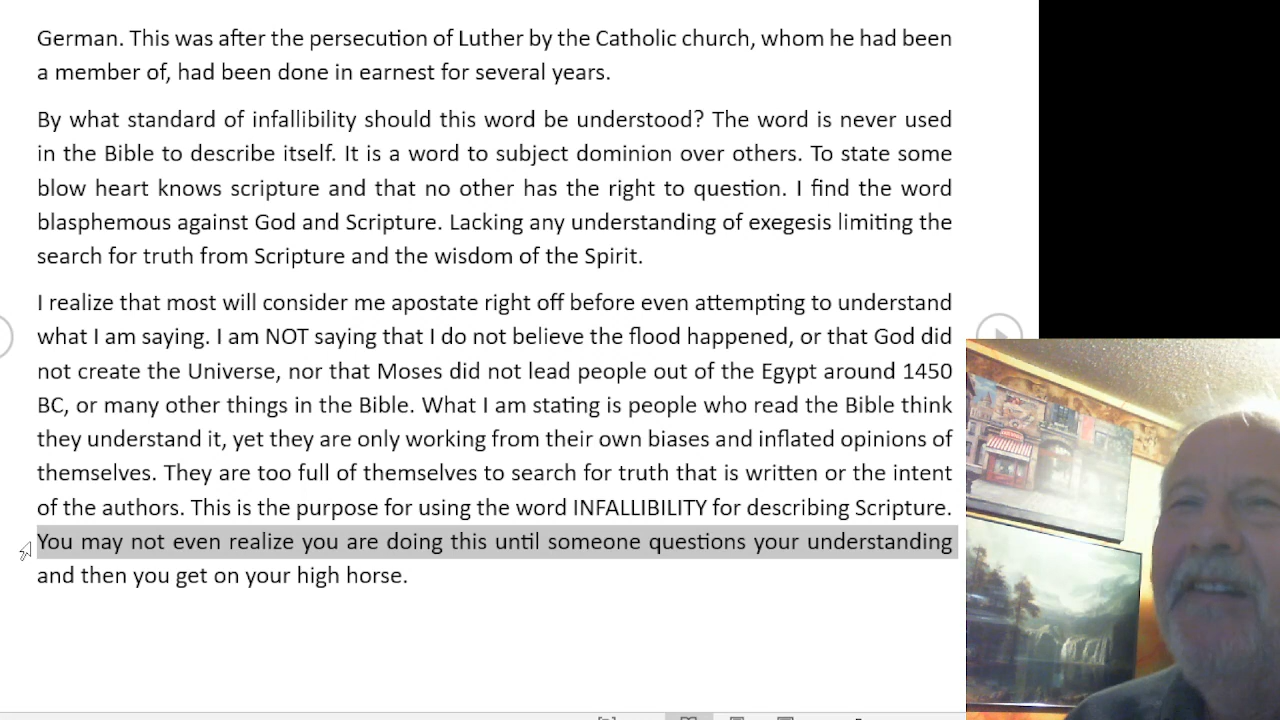 German. This was after the persecution of Luther by the Catholic church, whom he had been
a member of, had been done in earnest for several years.
By what standard of infallibility should this word be understood? The word is never used
in the Bible to describe itself. It is a word to subject dominion over others. To state some
blow heart knows scripture and that no other has the right to question. I find the word
blasphemous against God and Scripture. Lacking any understanding of exegesis limiting the
search for truth from Scripture and the wisdom of the Spirit.
I realize that most will consider me apostate right off before even attempting to understand
what I am saying. I am NOT saying that I do not believe the flood happened, or that God did
not create the Universe, nor that Moses did not lead people out of the Egypt around 1450
BC, or many other things in the Bible. What I am stating is people who read the Bible think
they understand it, yet they are only working from their own biases and inflated opinions of
themselves. They are too full of themselves to search for truth that is written or the intent
of the authors. This is the purpose for using the word INFALLIBILITY for describing Scripture.
You may not even realize you are doing this until someone questions your understanding
and then you get on your high horse.